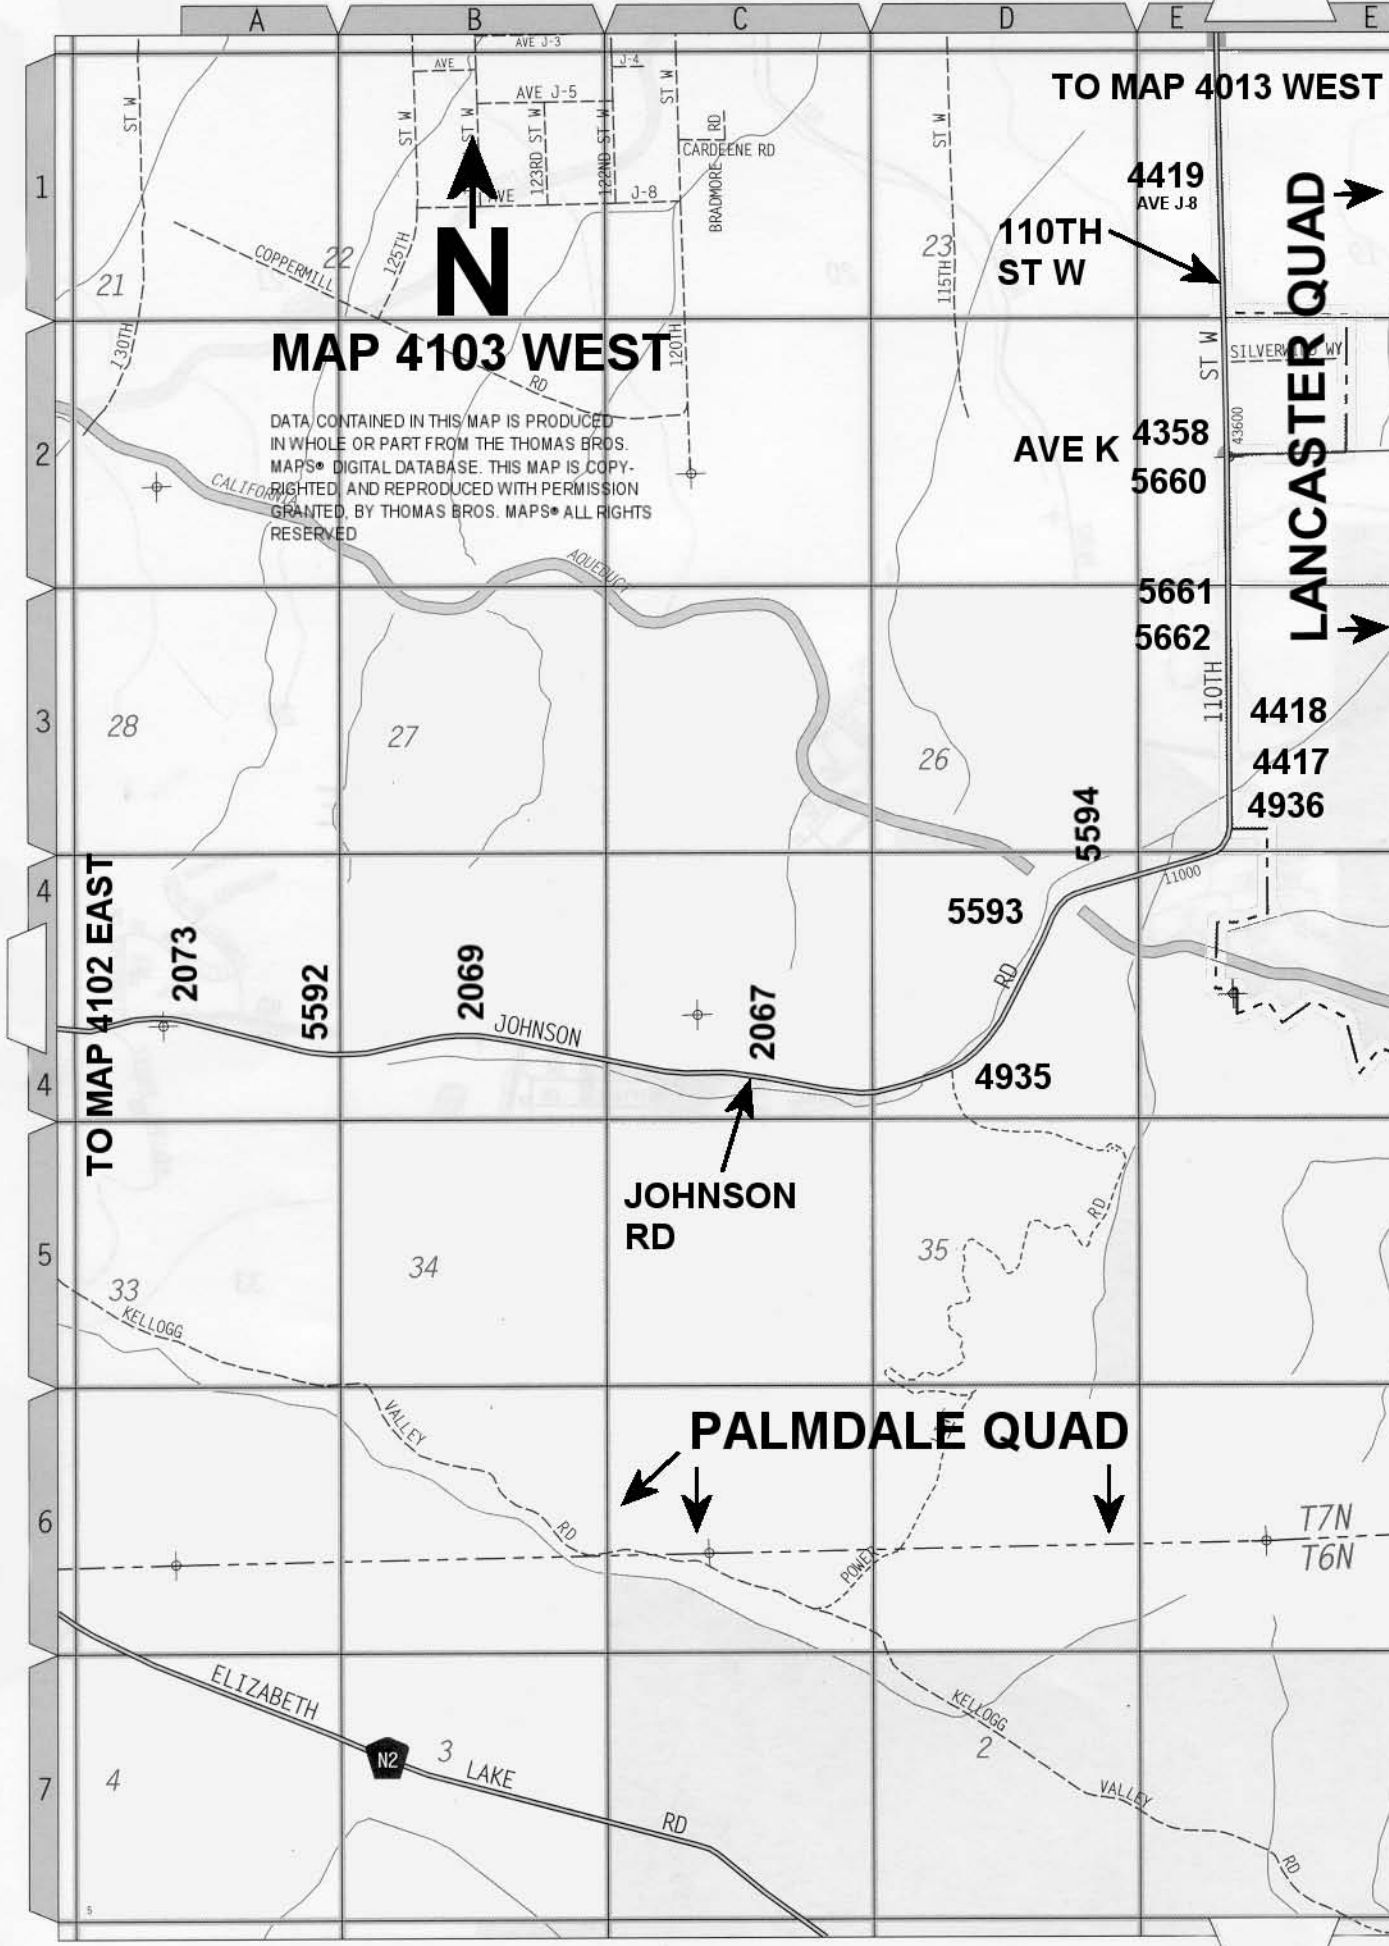 A B C D E E
AVE J-3
AVE
J-4
AVE J-5
TO MAP 4013 WEST
ST W
ST W
ST W
123RD ST W
122ND ST W
ST W
BRADMORE RD
CARDEENE RD
ST W
1
AVE
J-8
4419
AVE J-8
110TH
ST W
LANCASTER QUAD
N
COPPERMILL
22
125TH
21
23
115TH
130TH
MAP 4103 WEST
120TH
RD
ST W
SILVERWIND WY
DATA CONTAINED IN THIS MAP IS PRODUCED
IN WHOLE OR PART FROM THE THOMAS BROS.
MAPS® DIGITAL DATABASE. THIS MAP IS COPY-
RIGHTED, AND REPRODUCED WITH PERMISSION
GRANTED, BY THOMAS BROS. MAPS® ALL RIGHTS
RESERVED
2
43600
AVE K
4358
5660
CALIFORNIA
AQUEDUCT
5661
5662
110TH
3
28
27
26
4418
4417
4936
5594
4
11000
TO MAP 4102 EAST
5593
2073
5592
2069
JOHNSON
2067
RD
4
4935
JOHNSON
RD
RD
5
33
34
35
KELLOGG
VALLEY
PALMDALE QUAD
6
RD
POWER
T7N
T6N
ELIZABETH
KELLOGG
2
N2
3
LAKE
7
4
VALLEY
RD
RD
5